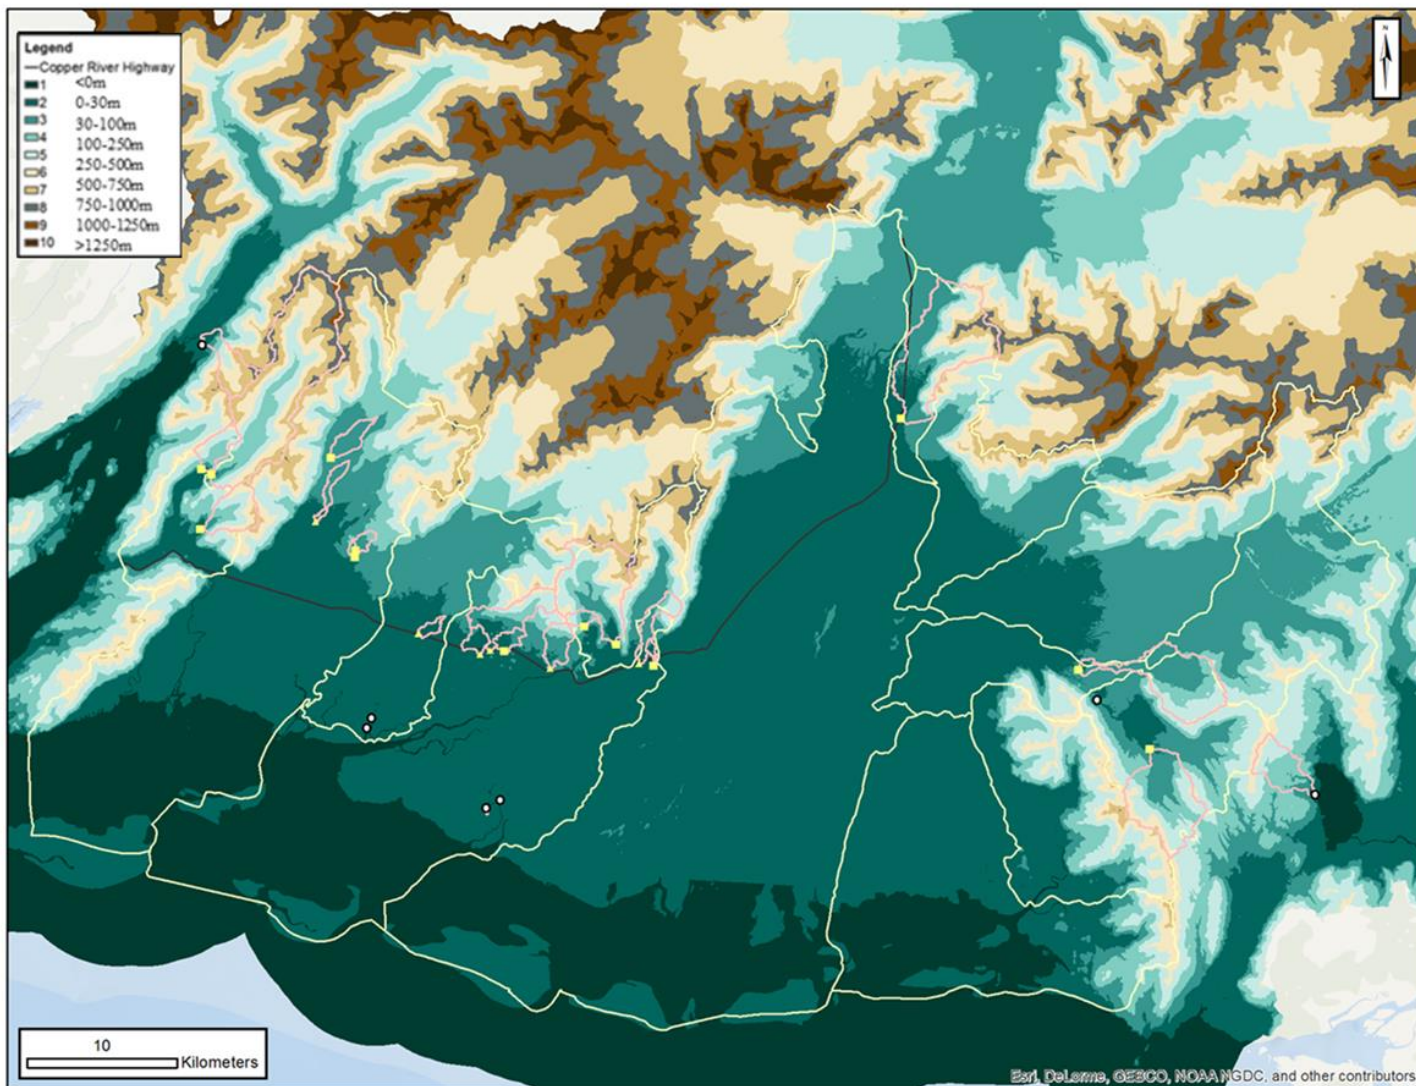 Legend
Copper River Highway
1 <0m
2 0-30m
3 30-100m
4 100-250m
5 250-500m
6 500-750m
7 750-1000m
8 1000-1250m
9 >1250m
10
N
10
Kilometers
Esri, DeLorme, GEBCO, NOAA NGDC, and other contributors